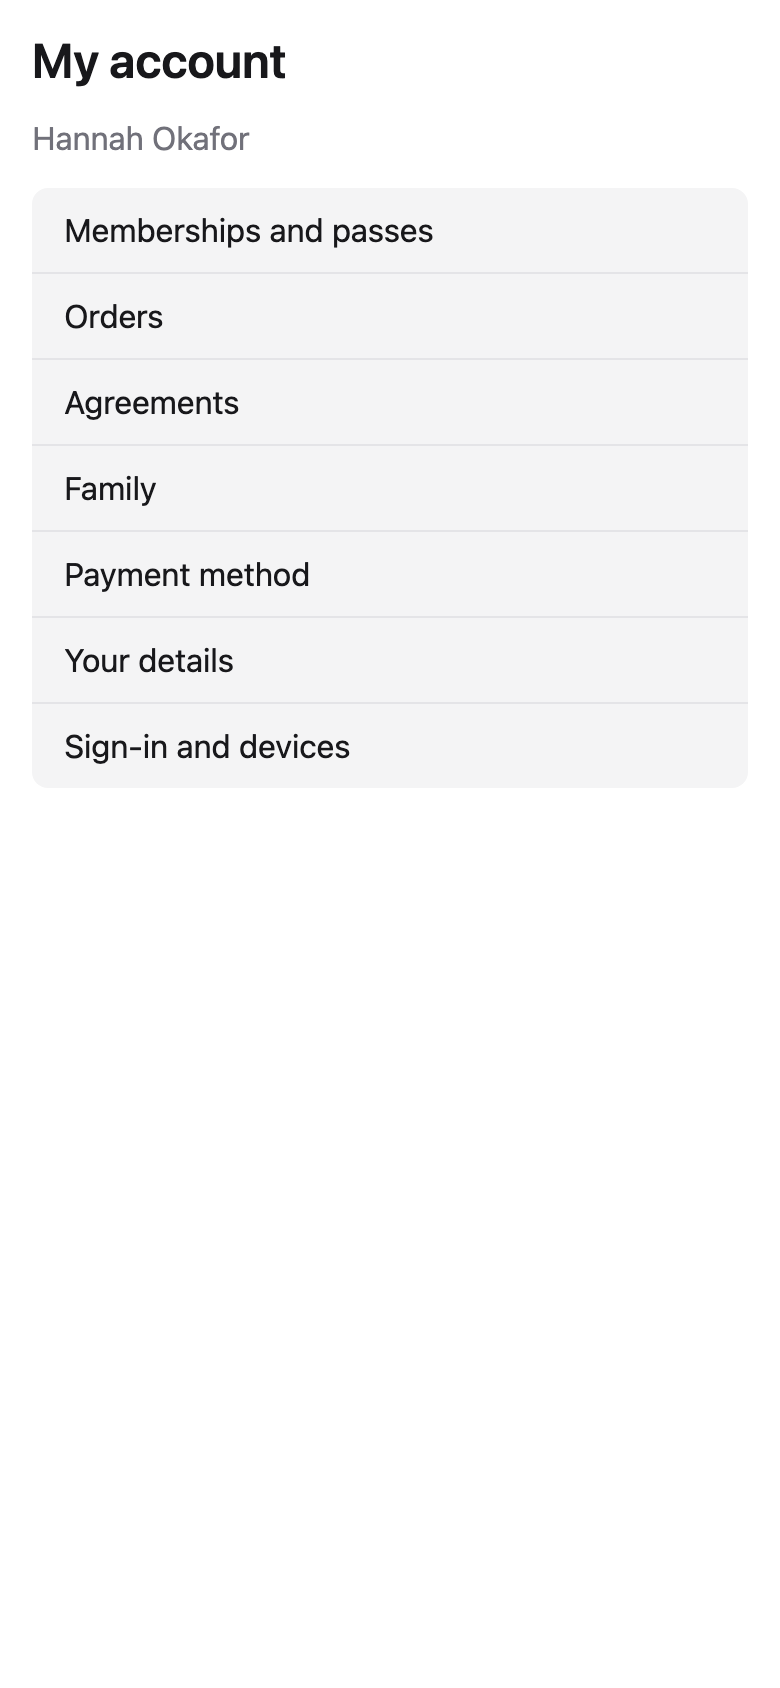 My account
Hannah Okafor
Memberships and passes
Orders
Agreements
Family
Payment method
Your details
Sign-in and devices